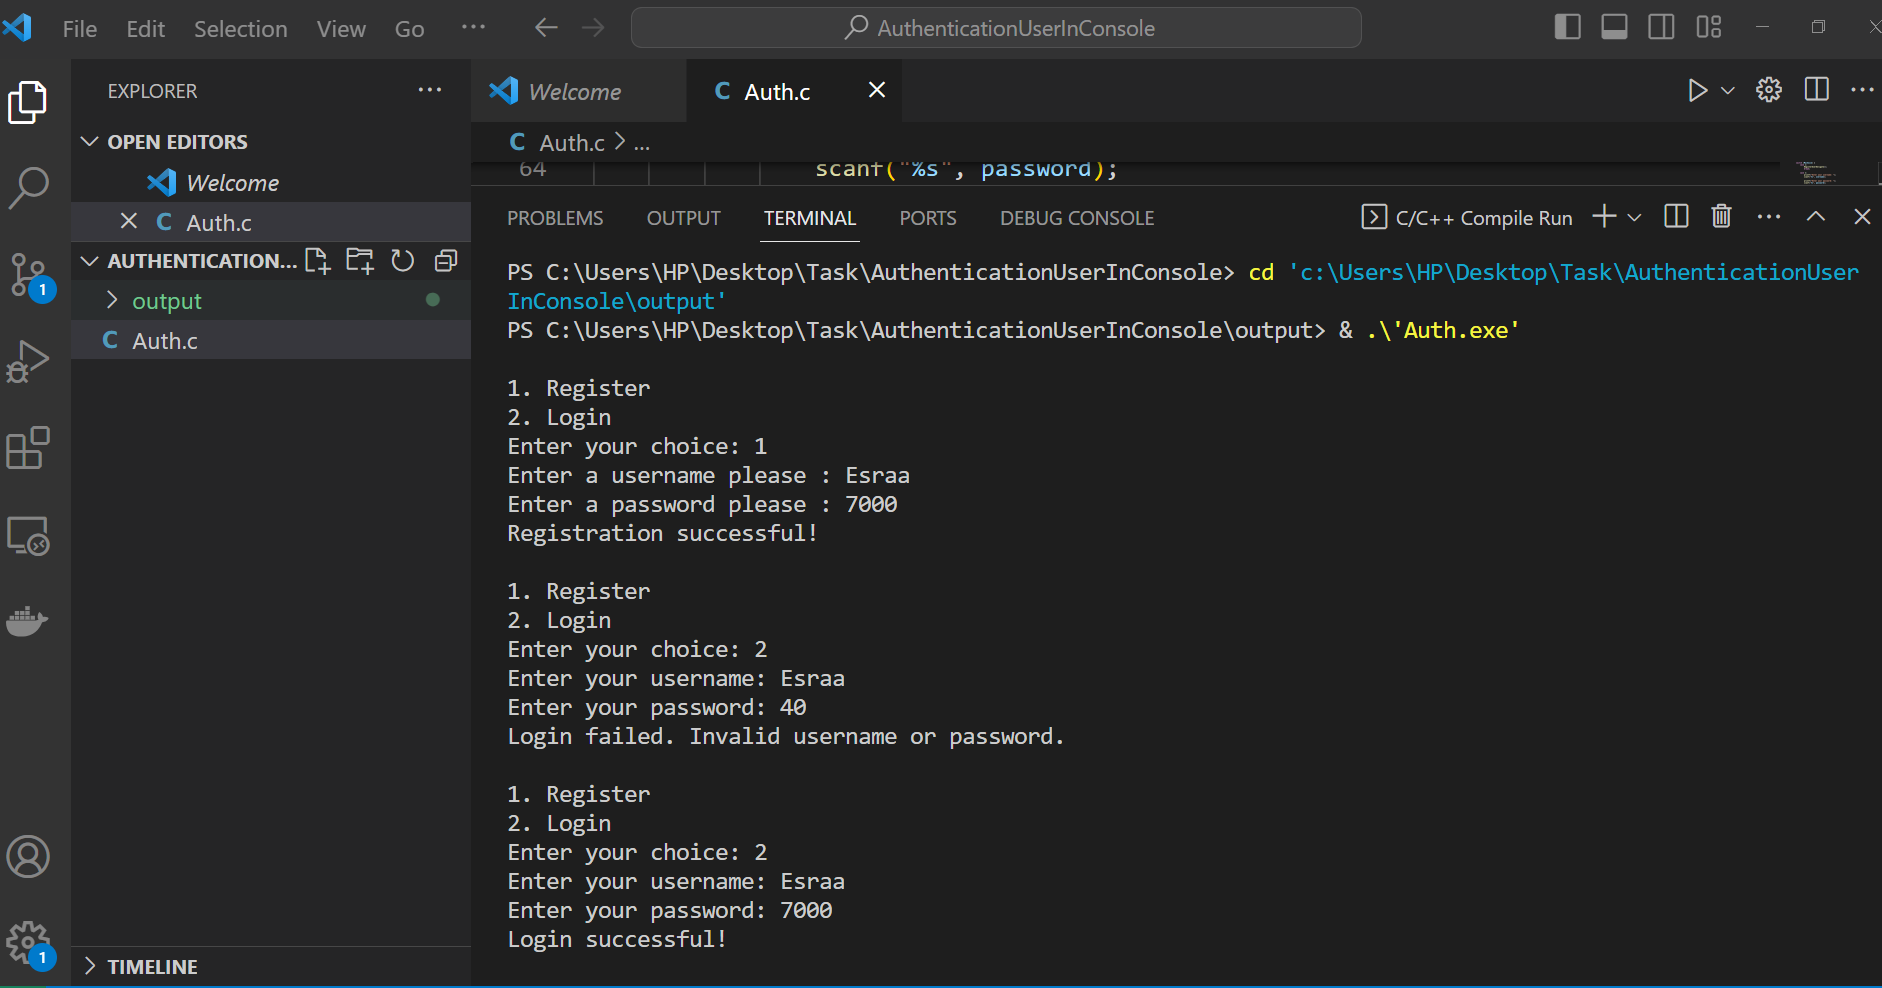 File Edit Selection View Go ... AuthenticationUserInConsole
EXPLORER ...
Welcome Auth.c
OPEN EDITORS
C Auth.c > ...
Welcome
64 scanf("%s", password);
C Auth.c
PROBLEMS OUTPUT TERMINAL PORTS DEBUG CONSOLE C/C++ Compile Run
AUTHENTICATION...
output
C Auth.c
1
PS C:\Users\HP\Desktop\Task\AuthenticationUserInConsole> cd 'c:\Users\HP\Desktop\Task\AuthenticationUser
InConsole\output'
PS C:\Users\HP\Desktop\Task\AuthenticationUserInConsole\output> & .\'Auth.exe'
1. Register
2. Login
Enter your choice: 1
Enter a username please : Esraa
Enter a password please : 7000
Registration successful!
1. Register
2. Login
Enter your choice: 2
Enter your username: Esraa
Enter your password: 40
Login failed. Invalid username or password.
1. Register
2. Login
Enter your choice: 2
Enter your username: Esraa
Enter your password: 7000
Login successful!
1
TIMELINE